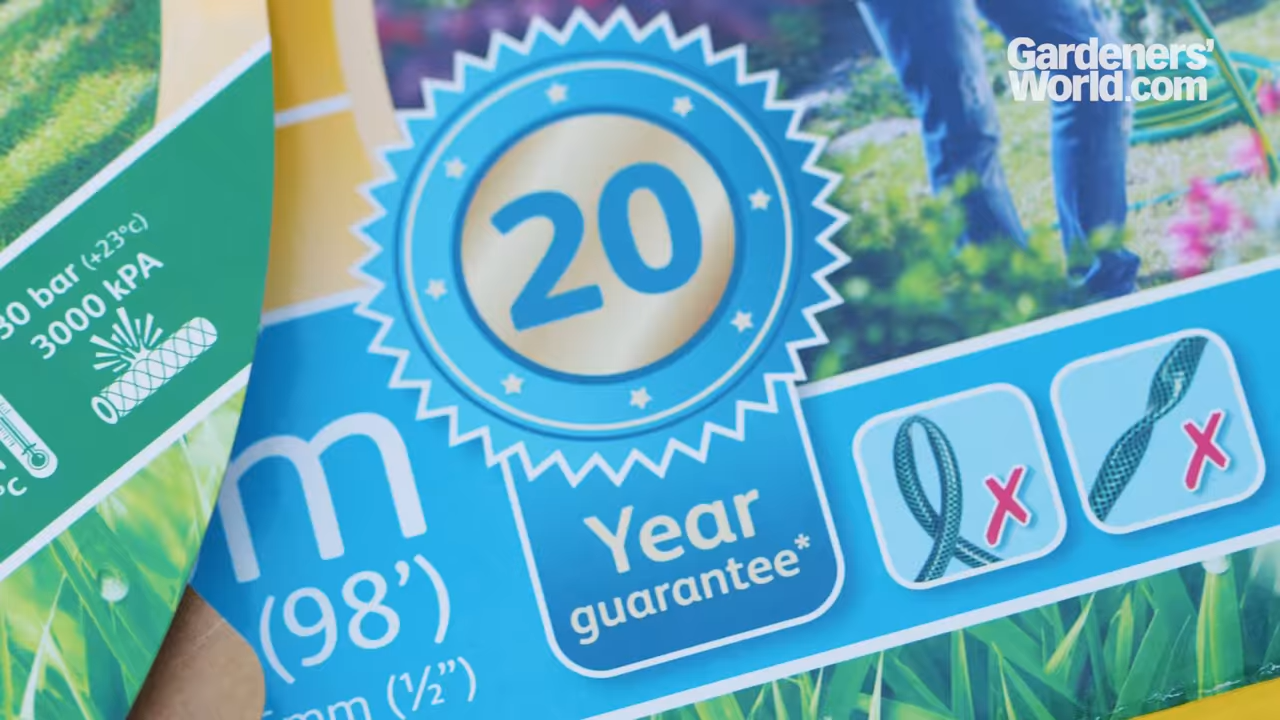 Gardeners'
World.com
30 bar (+23°C)
3000 kPA
°C
20
Year
guarantee*
m
(98')
mm (½")